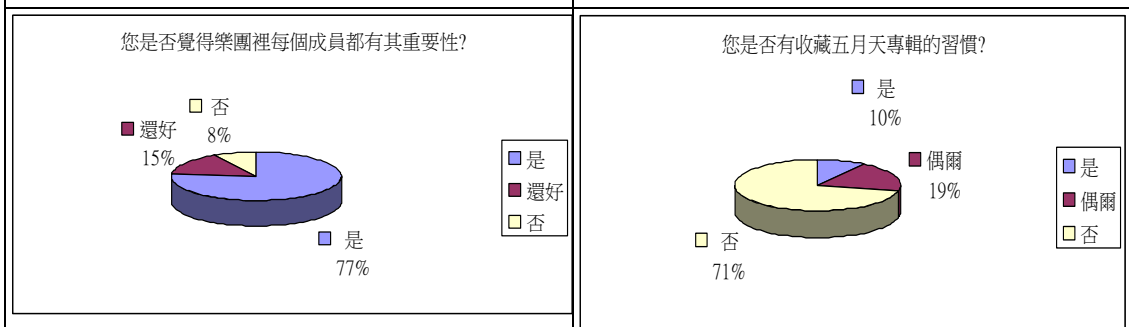 您是否覺得樂團裡每個成員都有其重要性?
否
8%
還好
15%
是
77%
是
還好
否
您是否有收藏五月天專輯的習慣?
是
10%
偶爾
19%
否
71%
是
偶爾
否